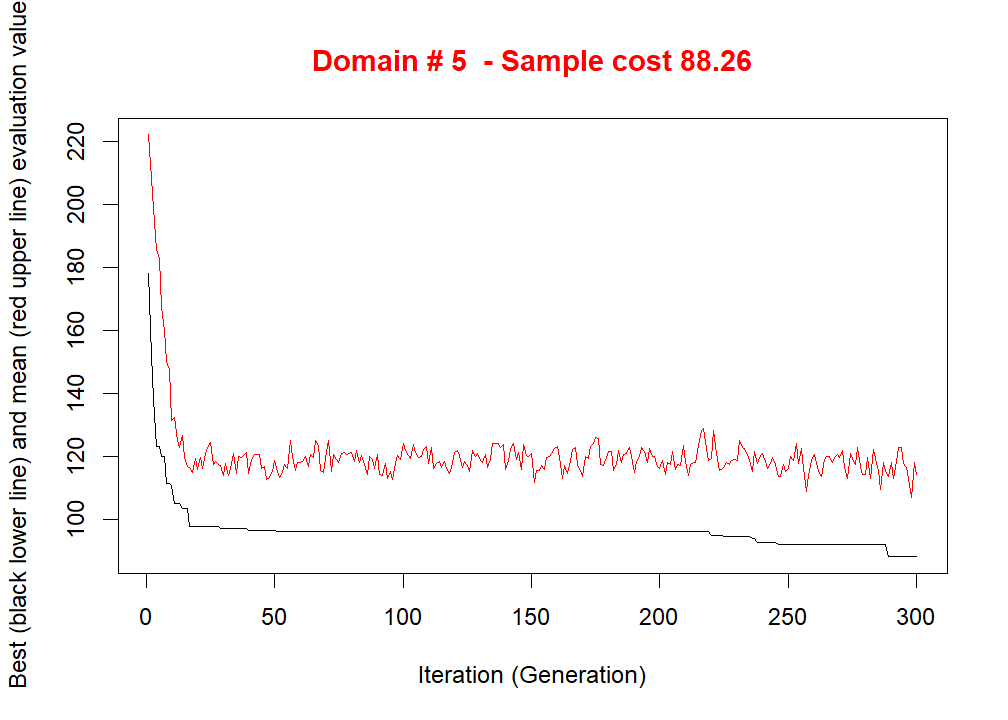 Domain # 5  - Sample cost 88.26
Best (black lower line) and mean (red upper line) evaluation value
220
200
180
160
140
120
100
0 50 100 150 200 250 300
Iteration (Generation)